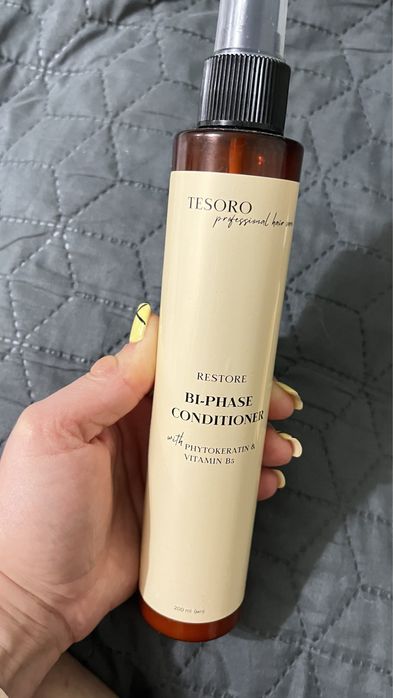 TESORO
professional hair care
RESTORE
BI-PHASE
CONDITIONER
with PHYTOKERATIN &
VITAMIN B5
200 ml